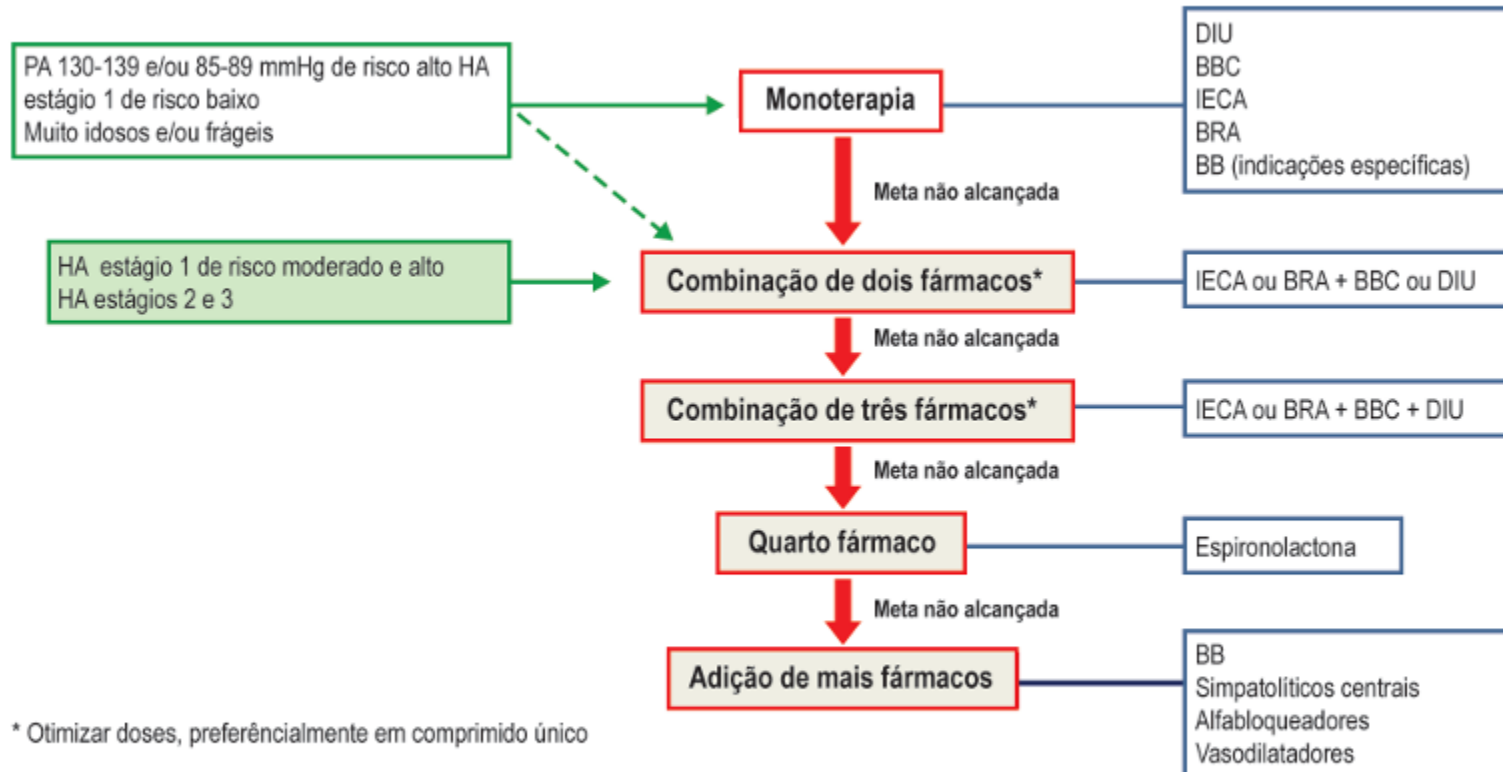 PA 130-139 e/ou 85-89 mmHg de risco alto HA
estágio 1 de risco baixo
Muito idosos e/ou frágeis
Monoterapia
DIU
BBC
IECA
BRA
BB (indicações específicas)
Meta não alcançada
HA estágio 1 de risco moderado e alto
HA estágios 2 e 3
Combinação de dois fármacos*
IECA ou BRA + BBC ou DIU
Meta não alcançada
Combinação de três fármacos*
IECA ou BRA + BBC + DIU
Meta não alcançada
Quarto fármaco
Espironolactona
Meta não alcançada
Adição de mais fármacos
BB
Simpatolíticos centrais
Alfabloqueadores
Vasodilatadores
* Otimizar doses, preferêncialmente em comprimido único